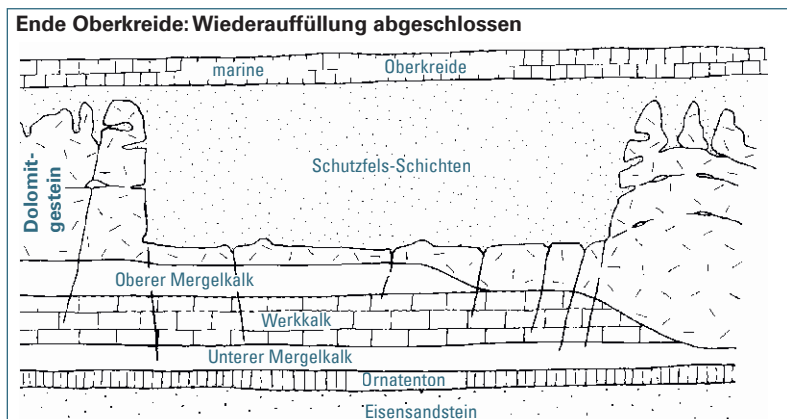 Ende Oberkreide: Wiederauffüllung abgeschlossen
marine Oberkreide
Schutzfels-Schichten
Dolomit-
gestein
Oberer Mergelkalk
Werkkalk
Unterer Mergelkalk
Ornatenton
Eisensandstein